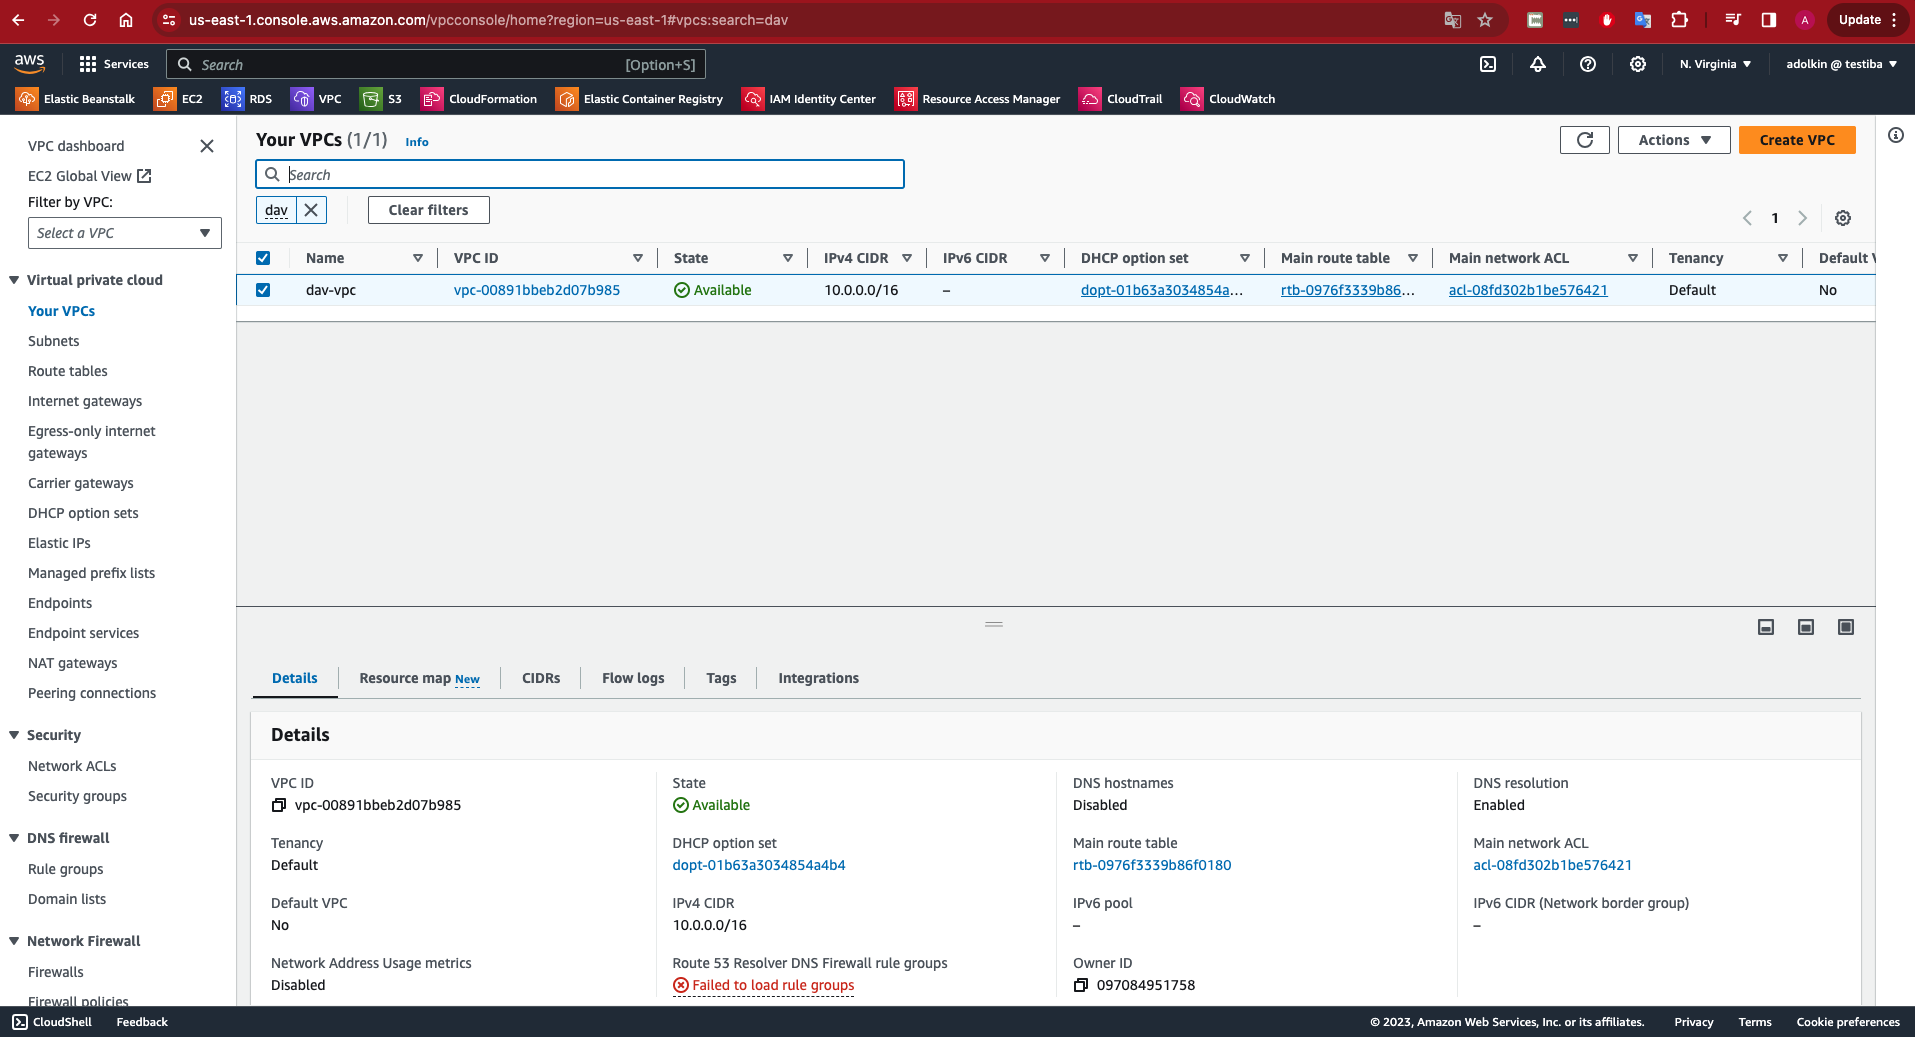 us-east-1.console.aws.amazon.com/vpcconsole/home?region=us-east-1#vpcs:search=dav
A
Update
aws
Services
Search
[Option+S]
N. Virginia
adolkin @ testiba
Elastic Beanstalk
EC2
RDS
VPC
S3
CloudFormation
Elastic Container Registry
IAM Identity Center
Resource Access Manager
CloudTrail
CloudWatch
VPC dashboard
EC2 Global View
Filter by VPC:
Select a VPC
Virtual private cloud
Your VPCs
Subnets
Route tables
Internet gateways
Egress-only internet
gateways
Carrier gateways
DHCP option sets
Elastic IPs
Managed prefix lists
Endpoints
Endpoint services
NAT gateways
Peering connections
Security
Network ACLs
Security groups
DNS firewall
Rule groups
Domain lists
Network Firewall
Firewalls
Firewall policies
Your VPCs (1/1) Info
Actions
Create VPC
Search
dav
Clear filters
1
Name VPC ID State IPv4 CIDR IPv6 CIDR DHCP option set Main route table Main network ACL Tenancy Default V
dav-vpc vpc-00891bbeb2d07b985 Available 10.0.0.0/16 – dopt-01b63a3034854a... rtb-0976f3339b86... acl-08fd302b1be576421 Default No
Details
Resource map New
CIDRs
Flow logs
Tags
Integrations
Details
VPC ID
vpc-00891bbeb2d07b985
State
Available
DNS hostnames
Disabled
DNS resolution
Enabled
Tenancy
Default
DHCP option set
dopt-01b63a3034854a4b4
Main route table
rtb-0976f3339b86f0180
Main network ACL
acl-08fd302b1be576421
Default VPC
No
IPv4 CIDR
10.0.0.0/16
IPv6 pool
–
IPv6 CIDR (Network border group)
–
Network Address Usage metrics
Disabled
Route 53 Resolver DNS Firewall rule groups
Failed to load rule groups
Owner ID
097084951758
CloudShell
Feedback
© 2023, Amazon Web Services, Inc. or its affiliates.
Privacy
Terms
Cookie preferences